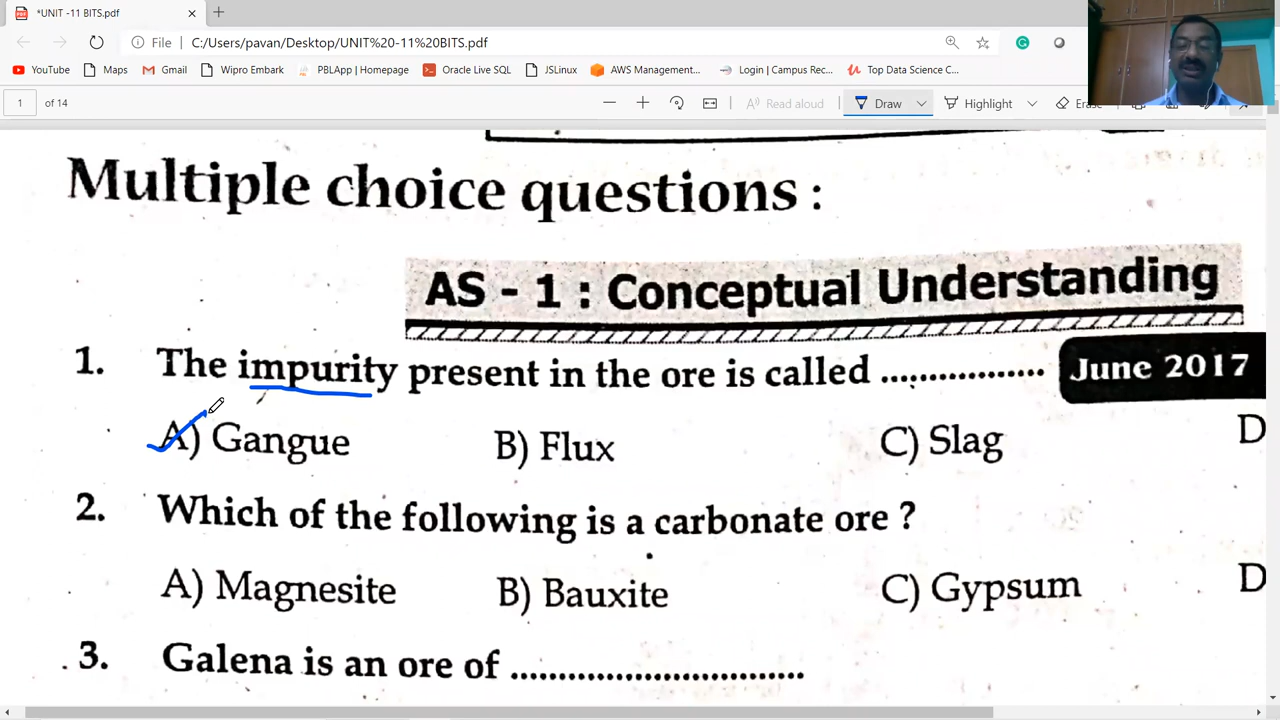 *UNIT -11 BITS.pdf
File C:/Users/pavan/Desktop/UNIT%20-11%20BITS.pdf
YouTube Maps Gmail Wipro Embark PBLApp | Homepage Oracle Live SQL JSLinux AWS Management... Login | Campus Rec... Top Data Science C...
1 of 14 Read aloud Draw Highlight Erase
Multiple choice questions :
AS - 1 : Conceptual Understanding
1. The impurity present in the ore is called .................. June 2017
A) Gangue B) Flux C) Slag D
2. Which of the following is a carbonate ore ?
A) Magnesite B) Bauxite C) Gypsum D
3. Galena is an ore of ................................